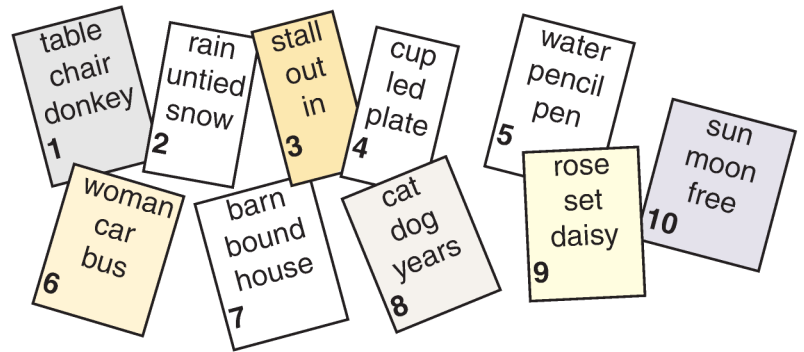 table
chair
donkey
1
rain
untied
snow
2
stall
out
in
3
cup
led
plate
4
water
pencil
pen
5
woman
car
bus
6
barn
bound
house
7
cat
dog
years
8
rose
set
daisy
9
sun
moon
free
10